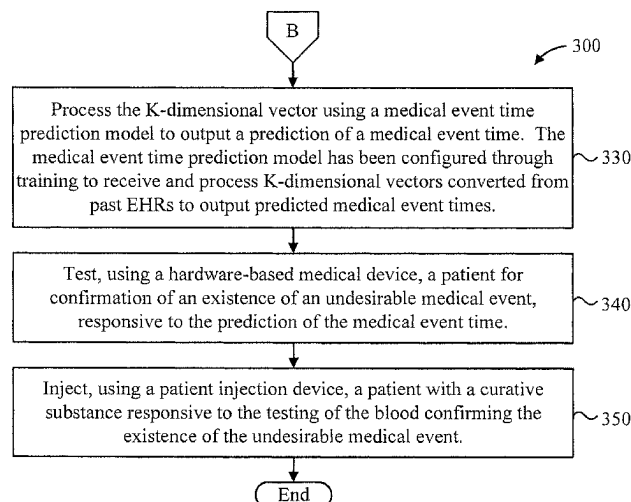 B
300
Process the K-dimensional vector using a medical event time
prediction model to output a prediction of a medical event time. The
medical event time prediction model has been configured through
training to receive and process K-dimensional vectors converted from
past EHRs to output predicted medical event times.
330
Test, using a hardware-based medical device, a patient for
confirmation of an existence of an undesirable medical event,
responsive to the prediction of the medical event time.
340
Inject, using a patient injection device, a patient with a curative
substance responsive to the testing of the blood confirming the
existence of the undesirable medical event.
350
End